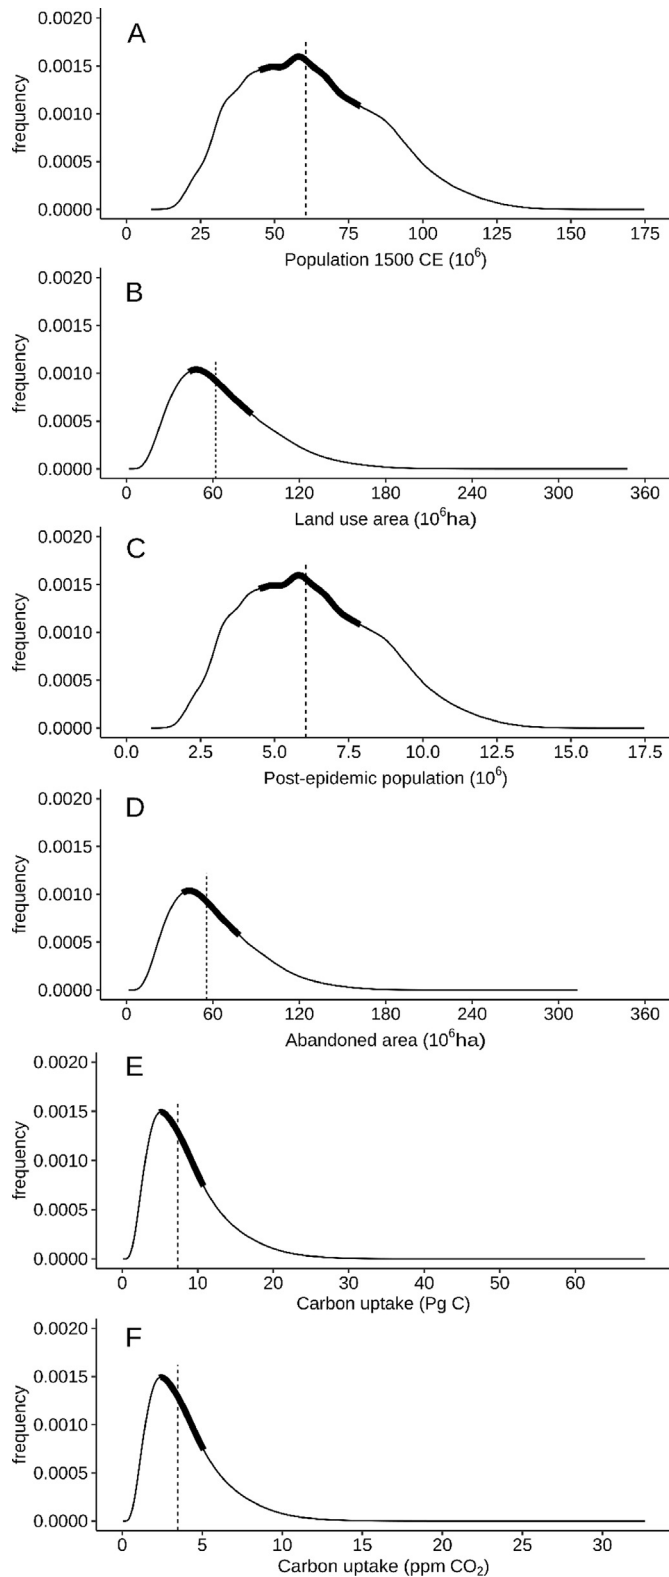 A
frequency
0.0020
0.0015
0.0010
0.0005
0.0000
0 25 50 75 100 125 150 175
Population 1500 CE (10⁶)
B
frequency
0.0020
0.0015
0.0010
0.0005
0.0000
0 60 120 180 240 300 360
Land use area (10⁶ha)
C
frequency
0.0020
0.0015
0.0010
0.0005
0.0000
0.0 2.5 5.0 7.5 10.0 12.5 15.0 17.5
Post-epidemic population (10⁶)
D
frequency
0.0020
0.0015
0.0010
0.0005
0.0000
0 60 120 180 240 300 360
Abandoned area (10⁶ha)
E
frequency
0.0020
0.0015
0.0010
0.0005
0.0000
0 10 20 30 40 50 60
Carbon uptake (Pg C)
F
frequency
0.0020
0.0015
0.0010
0.0005
0.0000
0 5 10 15 20 25 30
Carbon uptake (ppm CO₂)